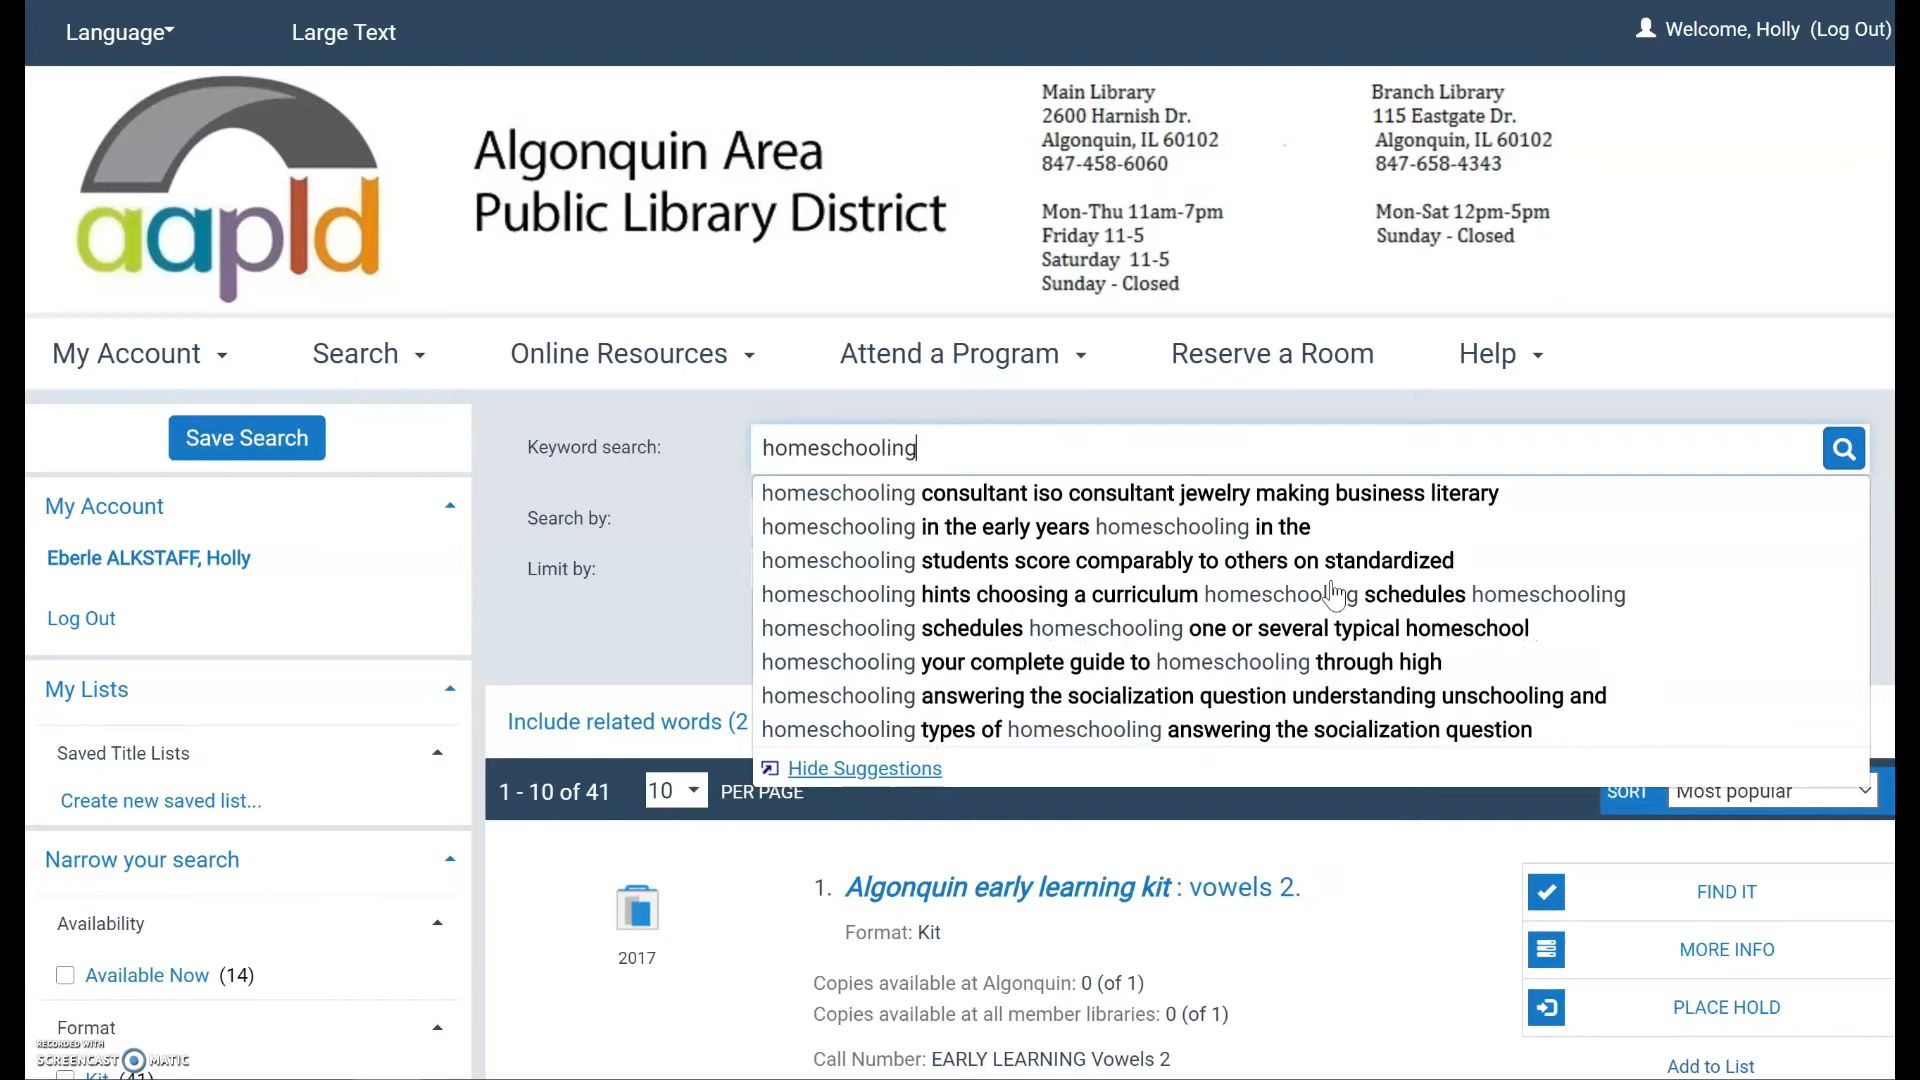 Language
Large Text
Welcome, Holly (Log Out)
aapld
Algonquin Area
Public Library District
Main Library
2600 Harnish Dr.
Algonquin, IL 60102
847-458-6060
Mon-Thu 11am-7pm
Friday 11-5
Saturday 11-5
Sunday - Closed
Branch Library
115 Eastgate Dr.
Algonquin, IL 60102
847-658-4343
Mon-Sat 12pm-5pm
Sunday - Closed
My Account
Search
Online Resources
Attend a Program
Reserve a Room
Help
Save Search
My Account
Eberle ALKSTAFF, Holly
Log Out
My Lists
Saved Title Lists
Create new saved list...
Narrow your search
Availability
Available Now (14)
Format
Kit (41)
RECORDED WITH
SCREENCAST MATIC
Keyword search:
homeschooling
Search by:
Limit by:
homeschooling consultant iso consultant jewelry making business literary
homeschooling in the early years homeschooling in the
homeschooling students score comparably to others on standardized
homeschooling hints choosing a curriculum homeschooling schedules homeschooling
homeschooling schedules homeschooling one or several typical homeschool
homeschooling your complete guide to homeschooling through high
homeschooling answering the socialization question understanding unschooling and
homeschooling types of homeschooling answering the socialization question
Hide Suggestions
Include related words (2
1 - 10 of 41
10
PER PAGE
SORT
Most popular
1. Algonquin early learning kit : vowels 2.
Format: Kit
2017
Copies available at Algonquin: 0 (of 1)
Copies available at all member libraries: 0 (of 1)
Call Number: EARLY LEARNING Vowels 2
FIND IT
MORE INFO
PLACE HOLD
Add to List